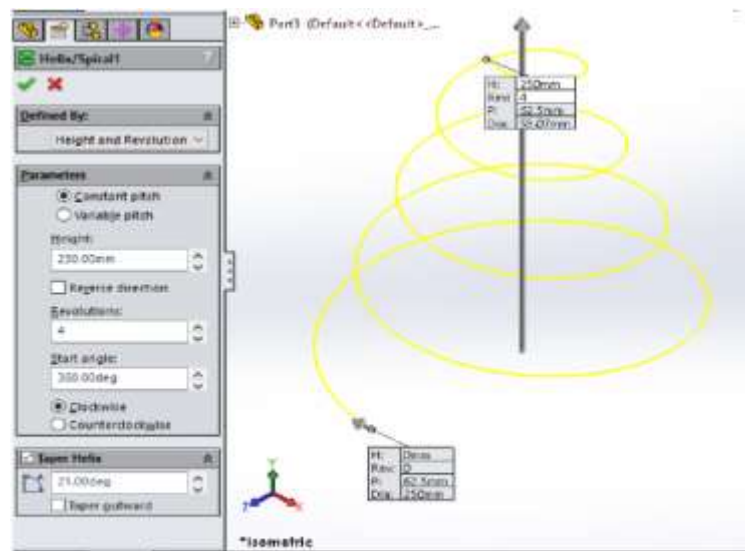 Part3 (Default<<Default>_...
Helix/Spiral1
?
Defined By:
Height and Revolution
Parameters
Constant pitch
Variable pitch
Height:
250.00mm
Reverse direction
Revolutions:
4
Start angle:
Clockwise
Counterclockwise
Taper Helix
21.00deg
Taper outward
H: 250mm
Rev: 4
P: 62.5mm
Dia:
H: 0mm
Rev: 0
P: 62.5mm
Dia: 250mm
Y
Z
X
*Isometric